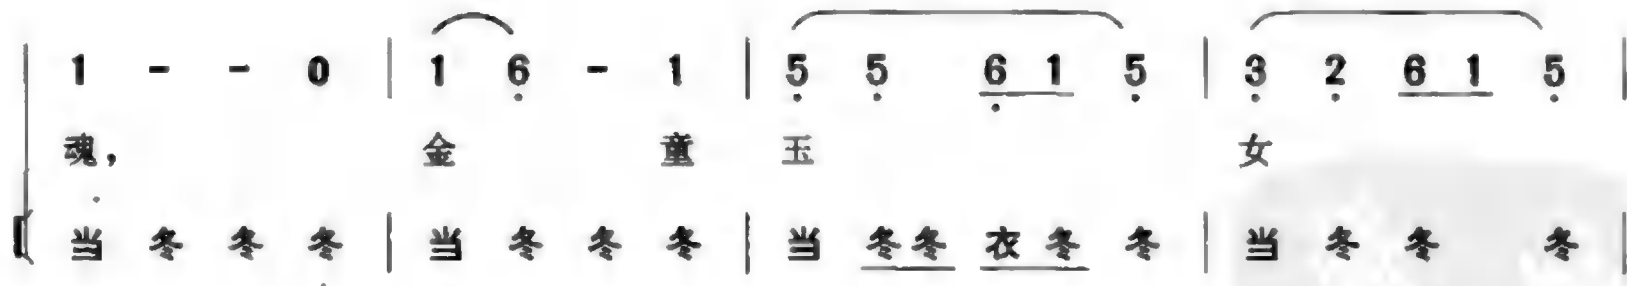 1 - - 0 | 1 6 - 1 | 5 5 6 1 5 | 3 2 6 1 5 |
魂， 金 童 玉 女
当 冬 冬 冬 | 当 冬 冬 冬 | 当 冬冬 衣冬 冬 | 当 冬 冬 冬 |